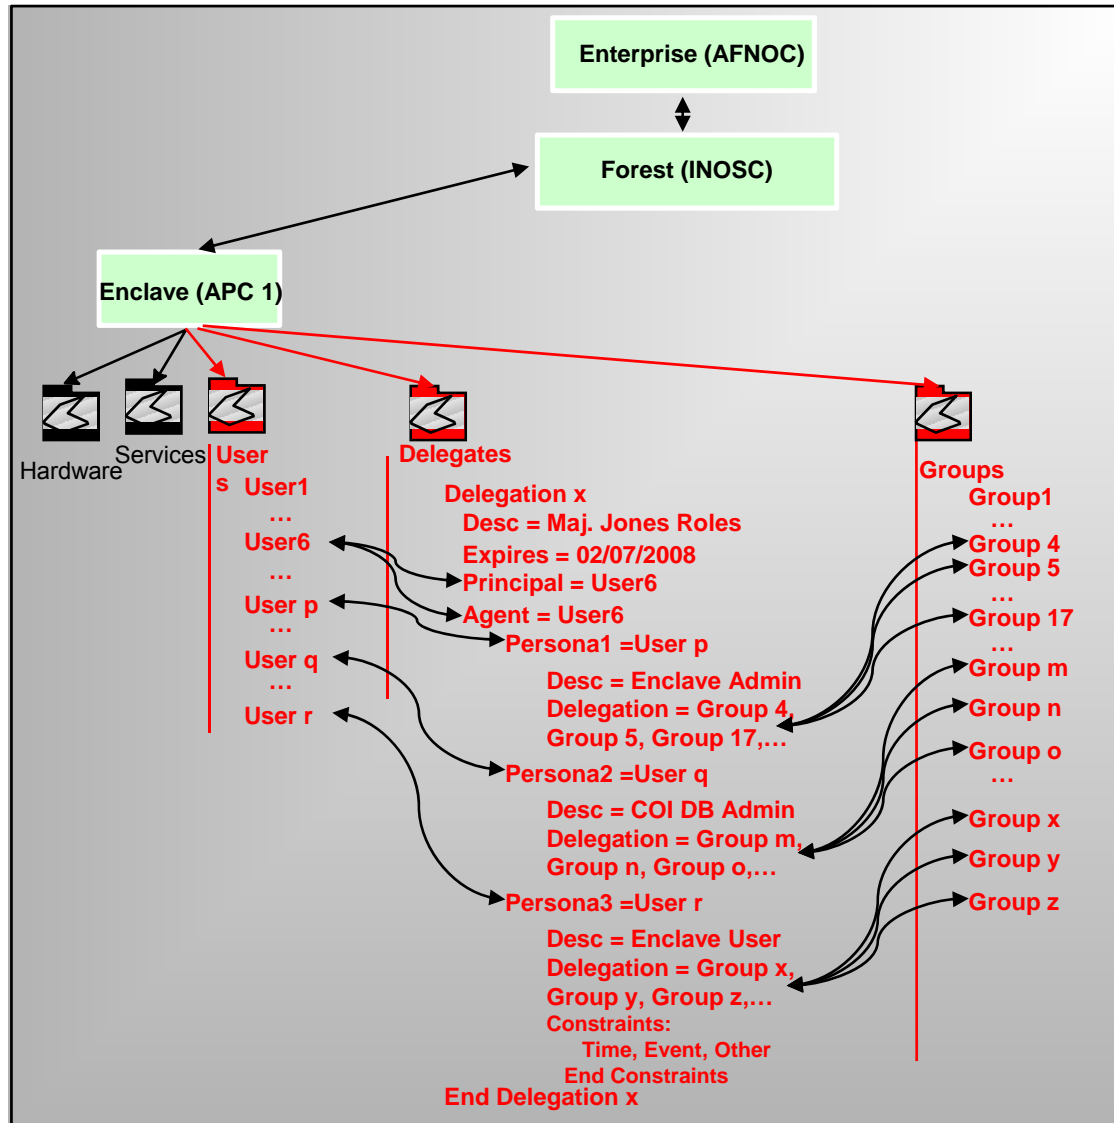 Enterprise (AFNOC)
Forest (INOSC)
Enclave (APC 1)
Hardware
Services
User
s
User1
…
User6
…
User p
…
User q
…
User r
Delegates
Delegation x
Desc = Maj. Jones Roles
Expires = 02/07/2008
Principal = User6
Agent = User6
Persona1 =User p
Desc = Enclave Admin
Delegation = Group 4,
Group 5, Group 17,…
Persona2 =User q
Desc = COI DB Admin
Delegation = Group m,
Group n, Group o,…
Persona3 =User r
Desc = Enclave User
Delegation = Group x,
Group y, Group z,…
Constraints:
Time, Event, Other
End Constraints
End Delegation x
Groups
Group1
…
Group 4
Group 5
…
Group 17
…
Group m
Group n
Group o
…
Group x
Group y
Group z